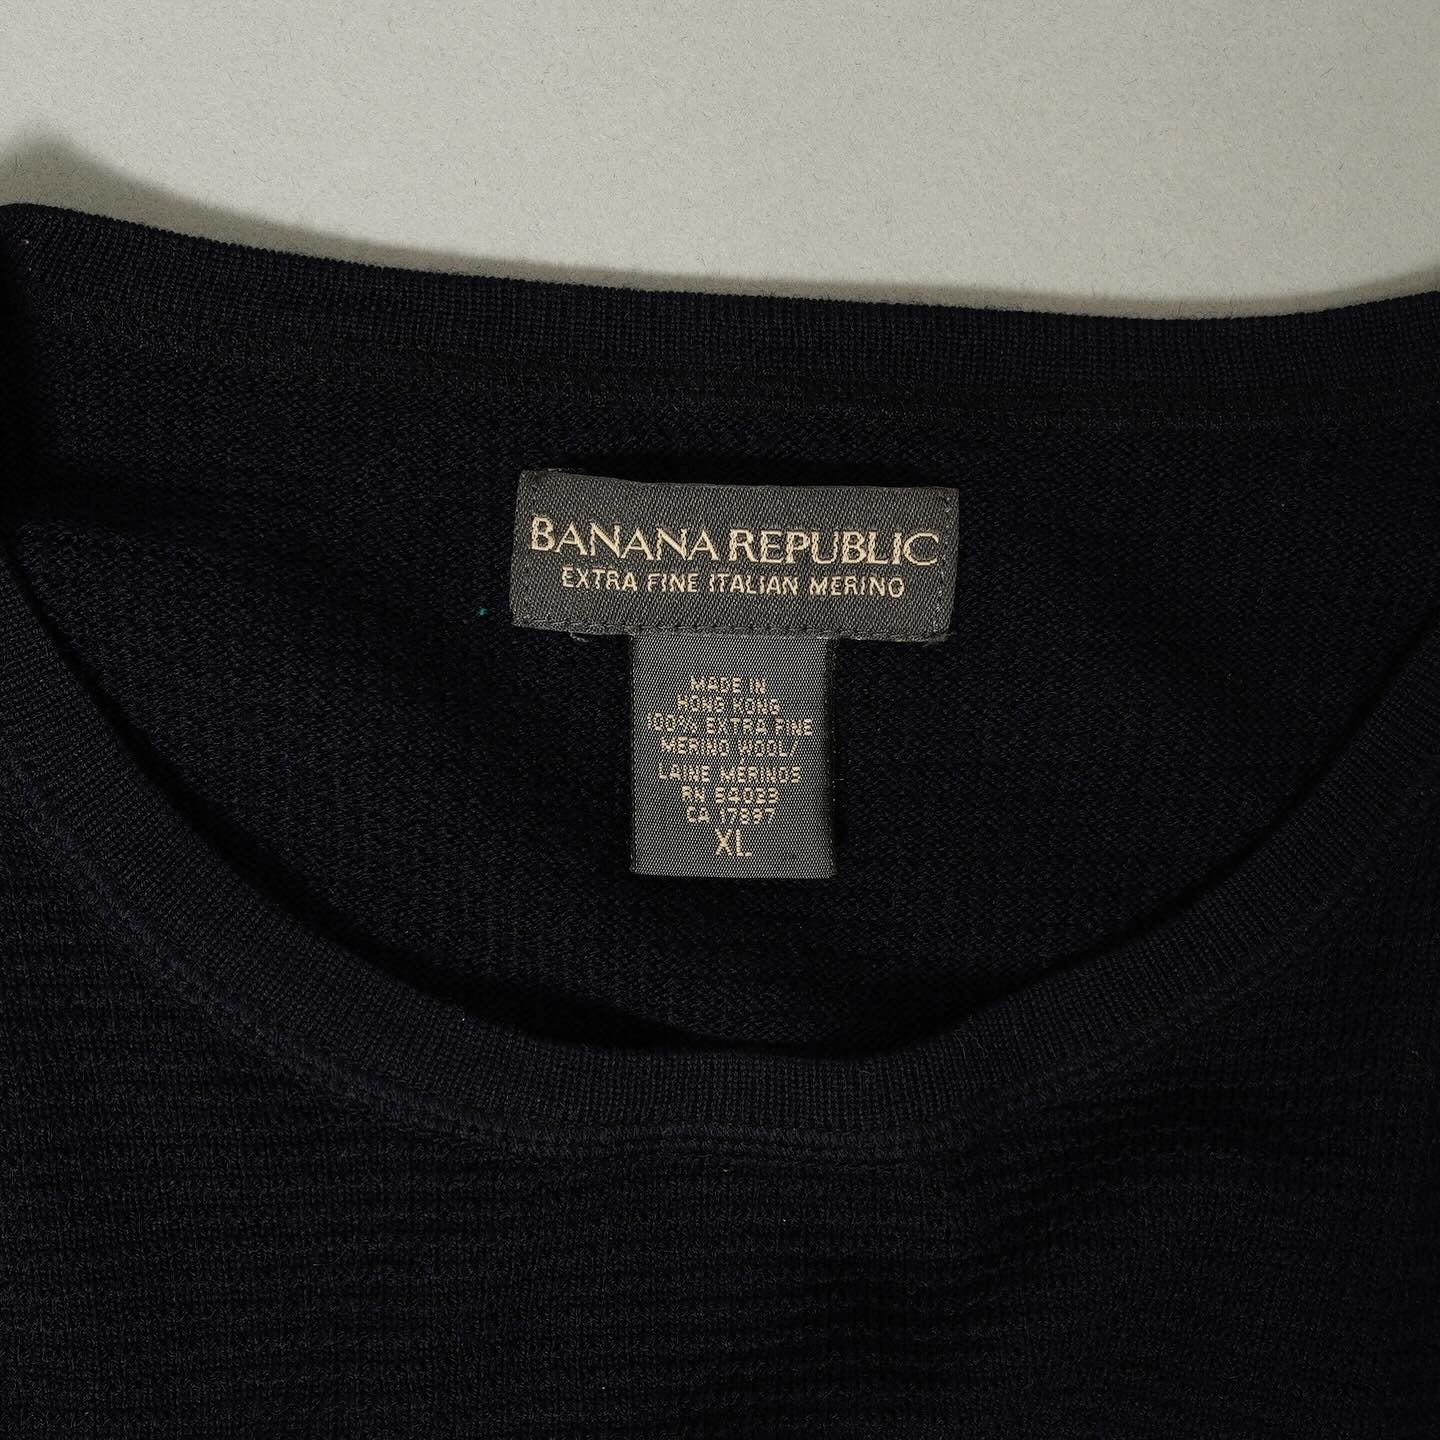 BANANA REPUBLIC
EXTRA FINE ITALIAN MERINO
MADE IN
HONG KONG
100% EXTRA FINE
MERINO WOOL/
LAINE MERINOS
RN 54023
CA 17897
XL